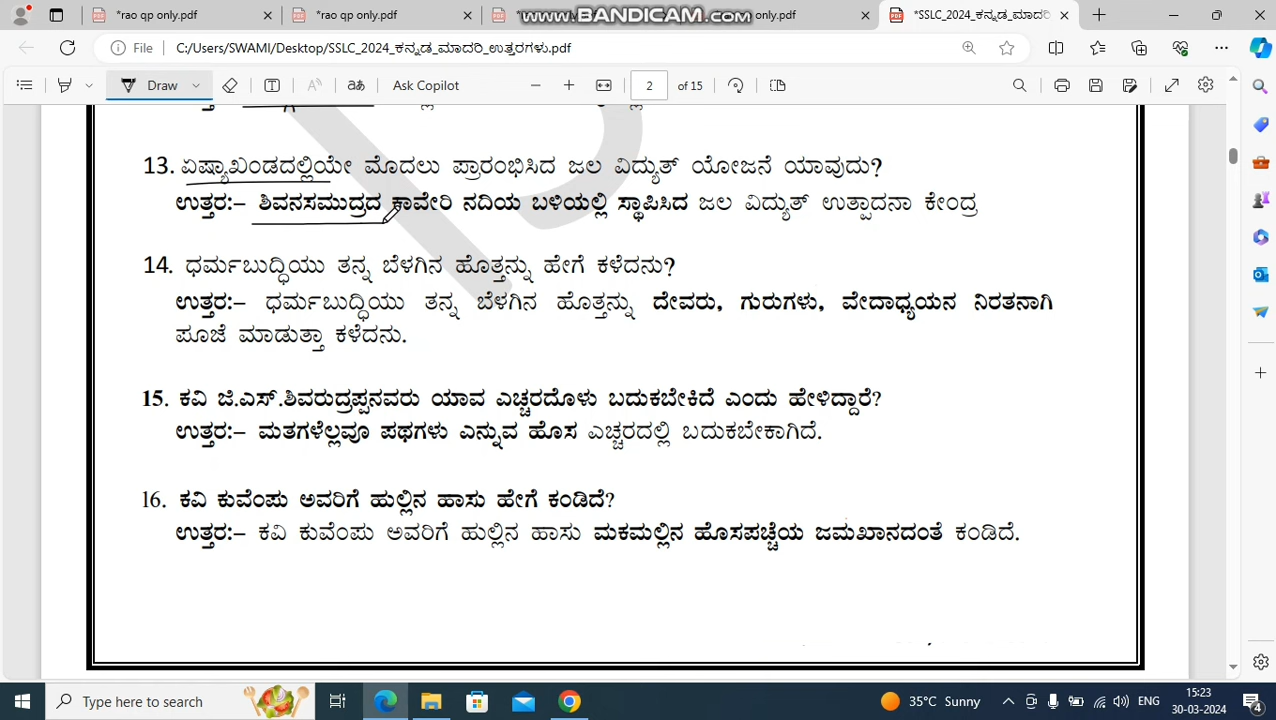 *rao qp only.pdf
*rao qp only.pdf
www.BANDICAM.com
qp only.pdf
*SSLC_2024_ಕನ್ನಡ_ಮಾದರಿ
File
C:/Users/SWAMI/Desktop/SSLC_2024_ಕನ್ನಡ_ಮಾದರಿ_ಉತ್ತರಗಳು.pdf
Draw
Ask Copilot
2 of 15
13. ಏಷ್ಯಾಖಂಡದಲ್ಲಿಯೇ ಮೊದಲು ಪ್ರಾರಂಭಿಸಿದ ಜಲ ವಿದ್ಯುತ್ ಯೋಜನೆ ಯಾವುದು?
ಉತ್ತರ:– ಶಿವನಸಮುದ್ರದ ಕಾವೇರಿ ನದಿಯ ಬಳಿಯಲ್ಲಿ ಸ್ಥಾಪಿಸಿದ ಜಲ ವಿದ್ಯುತ್ ಉತ್ಪಾದನಾ ಕೇಂದ್ರ
14. ಧರ್ಮಬುದ್ಧಿಯು ತನ್ನ ಬೆಳಗಿನ ಹೊತ್ತನ್ನು ಹೇಗೆ ಕಳೆದನು?
ಉತ್ತರ:– ಧರ್ಮಬುದ್ಧಿಯು ತನ್ನ ಬೆಳಗಿನ ಹೊತ್ತನ್ನು ದೇವರು, ಗುರುಗಳು, ವೇದಾಧ್ಯಯನ ನಿರತನಾಗಿ
ಪೂಜೆ ಮಾಡುತ್ತಾ ಕಳೆದನು.
15. ಕವಿ ಜಿ.ಎಸ್.ಶಿವರುದ್ರಪ್ಪನವರು ಯಾವ ಎಚ್ಚರದೊಳು ಬದುಕಬೇಕಿದೆ ಎಂದು ಹೇಳಿದ್ದಾರೆ?
ಉತ್ತರ:– ಮತಗಳೆಲ್ಲವೂ ಪಥಗಳು ಎನ್ನುವ ಹೊಸ ಎಚ್ಚರದಲ್ಲಿ ಬದುಕಬೇಕಾಗಿದೆ.
16. ಕವಿ ಕುವೆಂಪು ಅವರಿಗೆ ಹುಲ್ಲಿನ ಹಾಸು ಹೇಗೆ ಕಂಡಿದೆ?
ಉತ್ತರ:– ಕವಿ ಕುವೆಂಪು ಅವರಿಗೆ ಹುಲ್ಲಿನ ಹಾಸು ಮಕಮಲ್ಲಿನ ಹೊಸಪಚ್ಚೆಯ ಜಮಖಾನದಂತೆ ಕಂಡಿದೆ.
Type here to search
35°C Sunny
ENG
15:23
30-03-2024
4